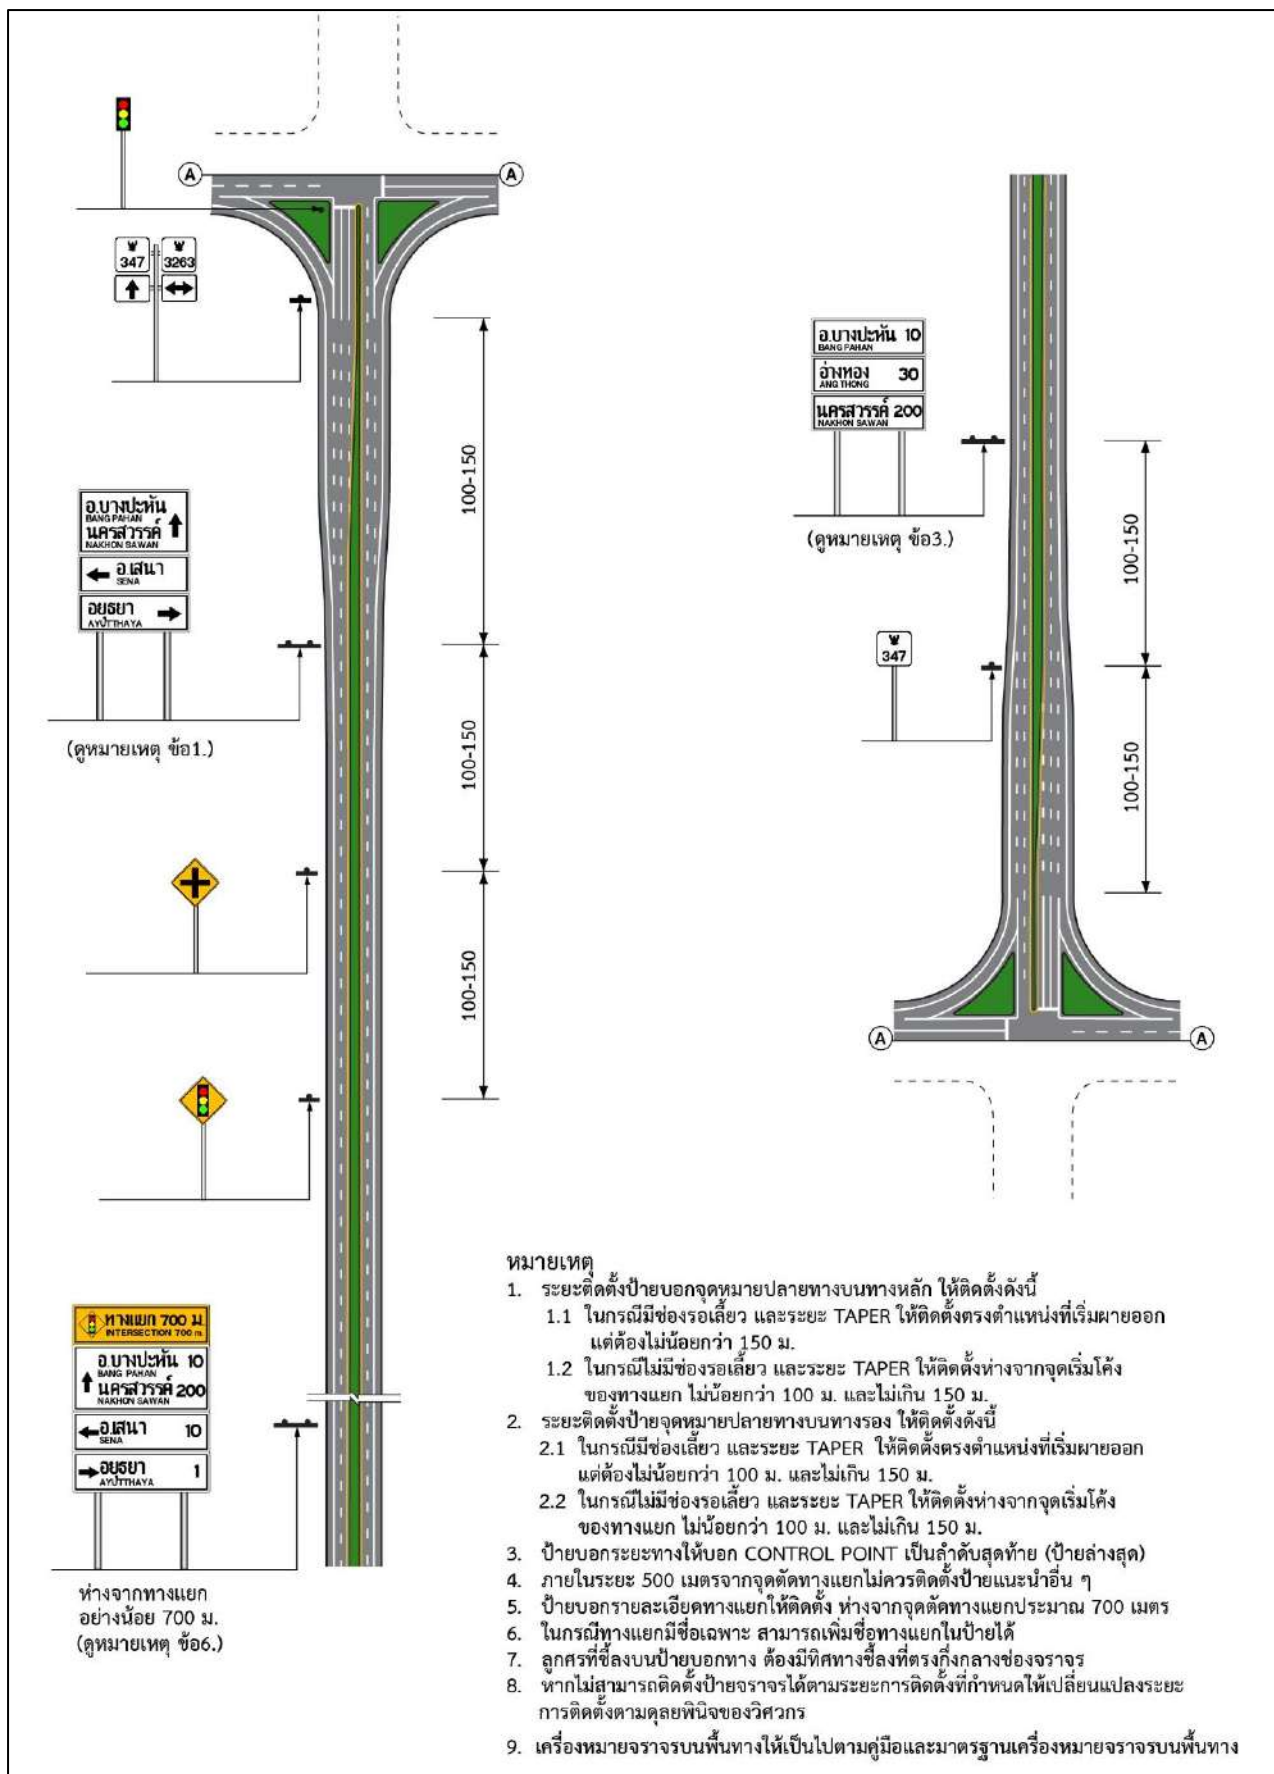 A
A
347
3263
100-150
อ.บางปะหัน
BANG PAHAN
นครสวรรค์
NAKHON SAWAN
อ.เสนา
SENA
อยุธยา
AYUTTHAYA
(ดูหมายเหตุ ข้อ1.)
100-150
100-150
ทางแยก 700 ม.
INTERSECTION 700 m.
อ.บางปะหัน 10
BANG PAHAN
นครสวรรค์ 200
NAKHON SAWAN
อ.เสนา 10
SENA
อยุธยา 1
AYUTTHAYA
ห่างจากทางแยก
อย่างน้อย 700 ม.
(ดูหมายเหตุ ข้อ6.)
อ.บางปะหัน 10
BANG PAHAN
อ่างทอง 30
ANG THONG
นครสวรรค์ 200
NAKHON SAWAN
(ดูหมายเหตุ ข้อ3.)
100-150
347
100-150
A
A
หมายเหตุ
1. ระยะติดตั้งป้ายบอกจุดหมายปลายทางบนทางหลัก ให้ติดตั้งดังนี้
1.1 ในกรณีมีช่องรอเลี้ยว และระยะ TAPER ให้ติดตั้งตรงตำแหน่งที่เริ่มผายออก
แต่ต้องไม่น้อยกว่า 150 ม.
1.2 ในกรณีไม่มีช่องรอเลี้ยว และระยะ TAPER ให้ติดตั้งห่างจากจุดเริ่มโค้ง
ของทางแยก ไม่น้อยกว่า 100 ม. และไม่เกิน 150 ม.
2. ระยะติดตั้งป้ายจุดหมายปลายทางบนทางรอง ให้ติดตั้งดังนี้
2.1 ในกรณีมีช่องเลี้ยว และระยะ TAPER ให้ติดตั้งตรงตำแหน่งที่เริ่มผายออก
แต่ต้องไม่น้อยกว่า 100 ม. และไม่เกิน 150 ม.
2.2 ในกรณีไม่มีช่องรอเลี้ยว และระยะ TAPER ให้ติดตั้งห่างจากจุดเริ่มโค้ง
ของทางแยก ไม่น้อยกว่า 100 ม. และไม่เกิน 150 ม.
3. ป้ายบอกระยะทางให้บอก CONTROL POINT เป็นลำดับสุดท้าย (ป้ายล่างสุด)
4. ภายในระยะ 500 เมตรจากจุดตัดทางแยกไม่ควรติดตั้งป้ายแนะนำอื่น ๆ
5. ป้ายบอกรายละเอียดทางแยกให้ติดตั้ง ห่างจากจุดตัดทางแยกประมาณ 700 เมตร
6. ในกรณีทางแยกมีชื่อเฉพาะ สามารถเพิ่มชื่อทางแยกในป้ายได้
7. ลูกศรที่ชี้ลงบนป้ายบอกทาง ต้องมีทิศทางชี้ลงที่ตรงกึ่งกลางช่องจราจร
8. หากไม่สามารถติดตั้งป้ายจราจรได้ตามระยะการติดตั้งที่กำหนดให้เปลี่ยนแปลงระยะ
การติดตั้งตามดุลยพินิจของวิศวกร
9. เครื่องหมายจราจรบนพื้นทางให้เป็นไปตามคู่มือและมาตรฐานเครื่องหมายจราจรบนพื้นทาง